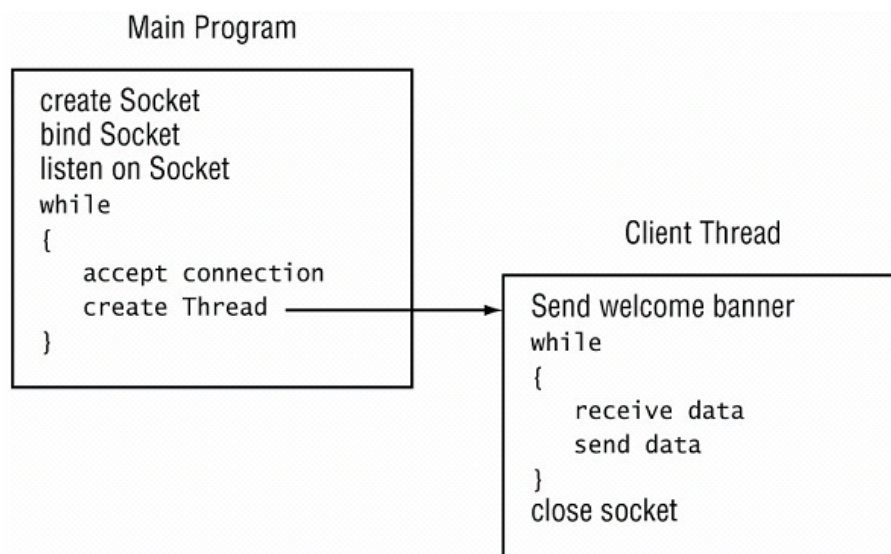 Main Program
create Socket
bind Socket
listen on Socket
while
{
accept connection
create Thread
}
Client Thread
Send welcome banner
while
{
receive data
send data
}
close socket